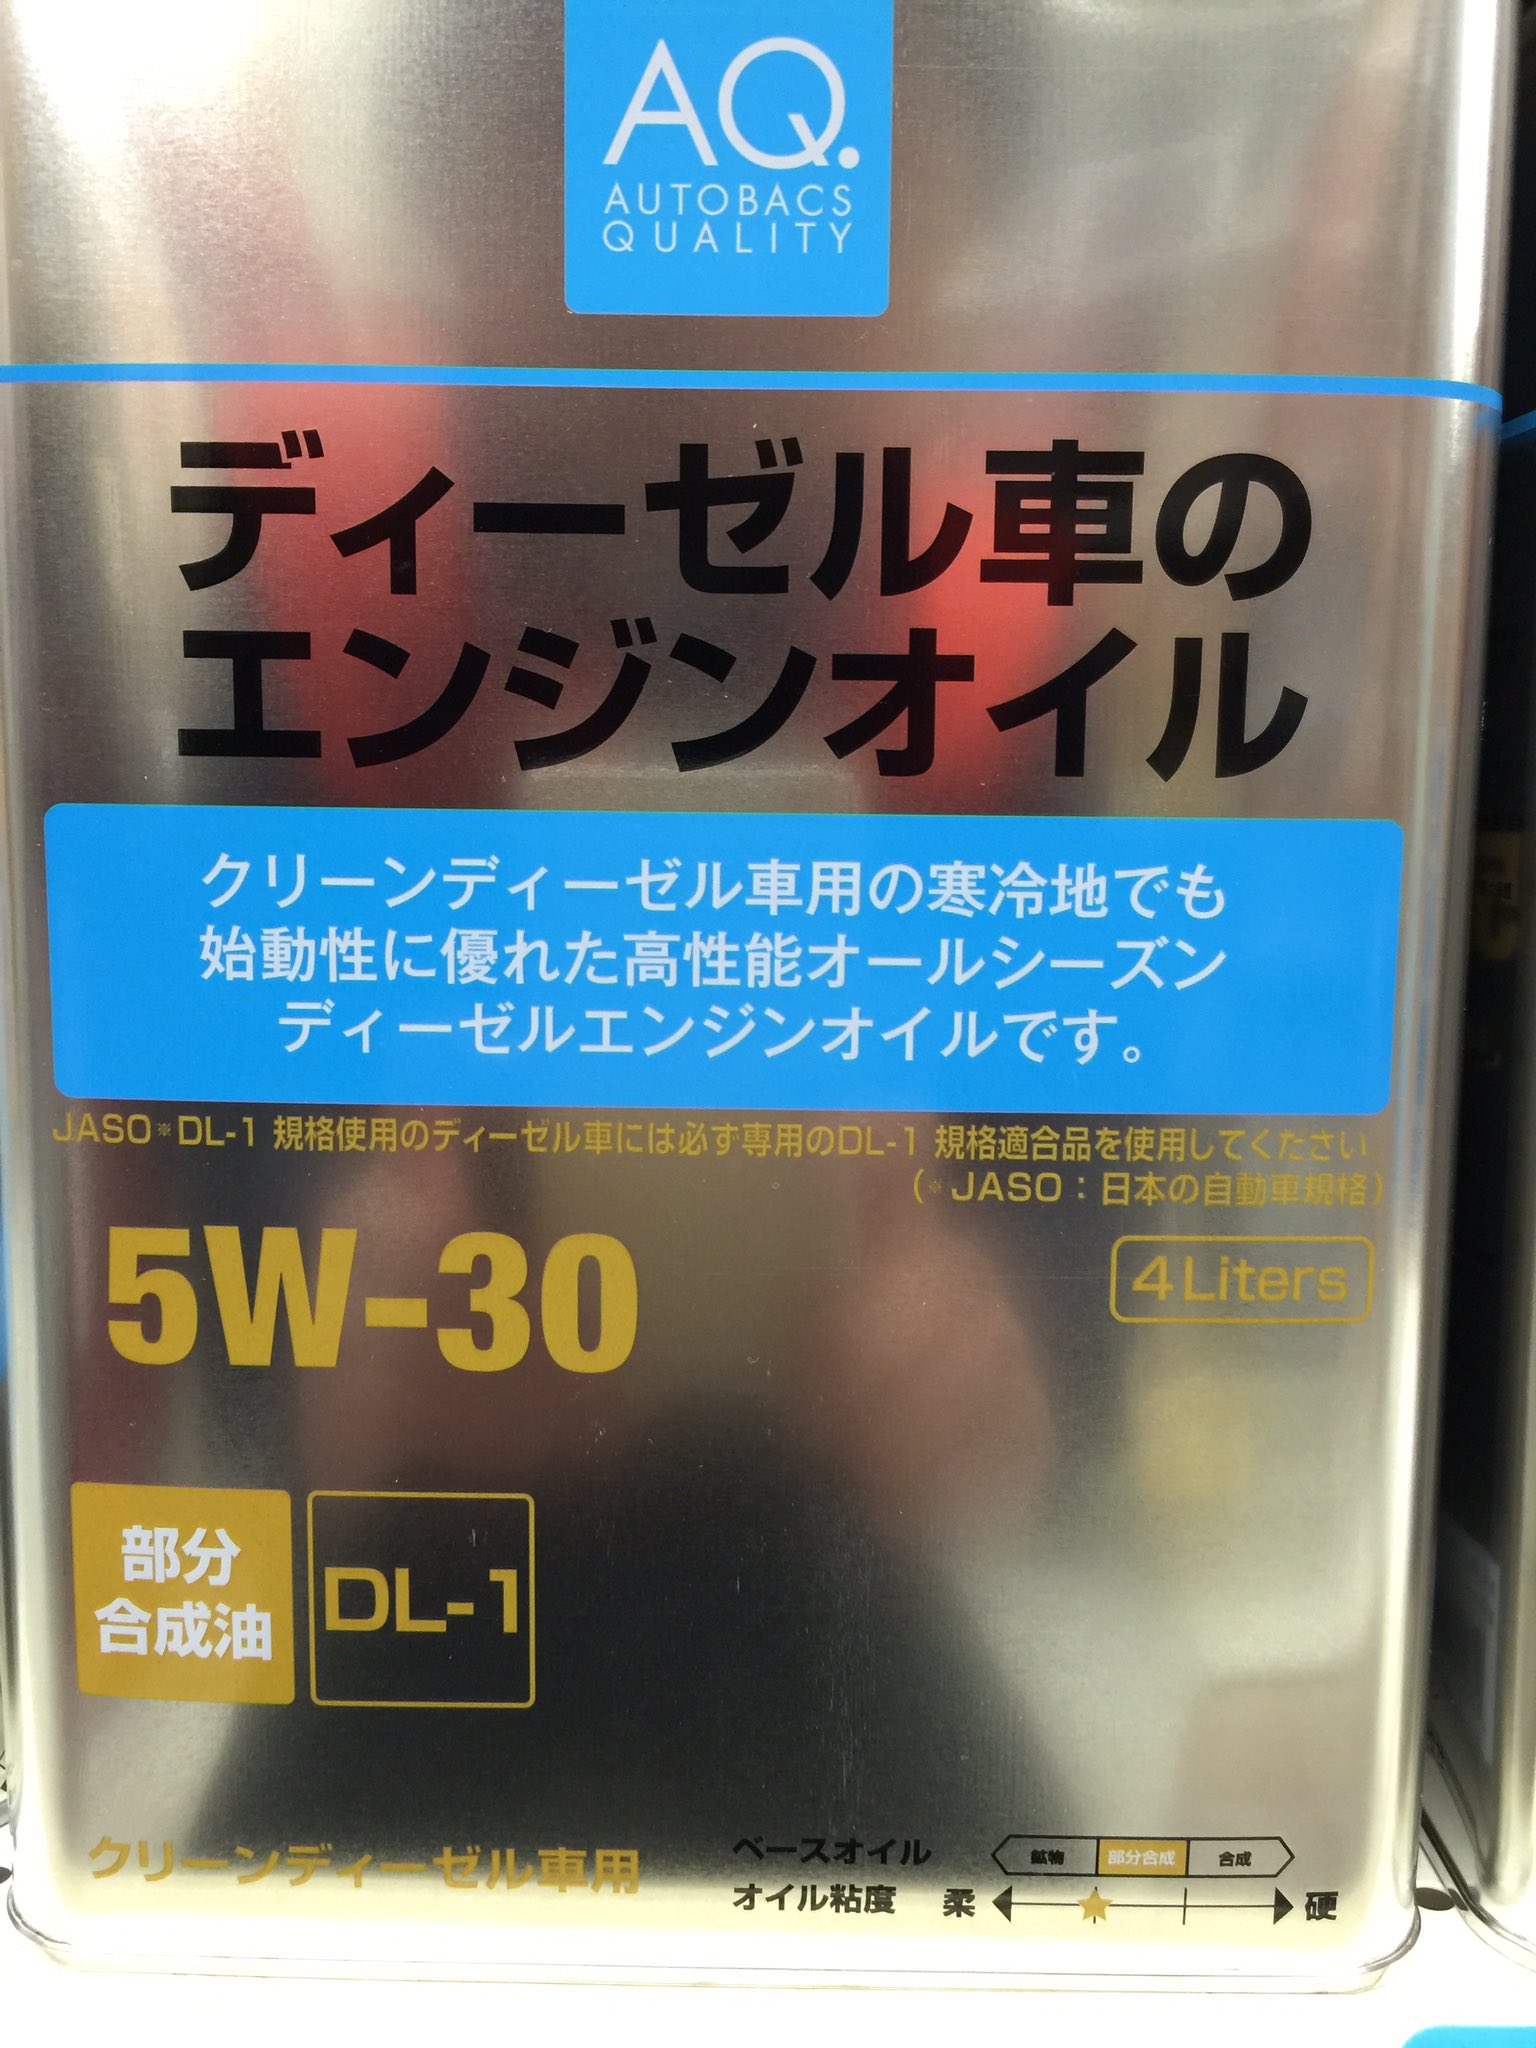 AQ.
AUTOBACS
QUALITY
ディーゼル車の
エンジンオイル
クリーンディーゼル車用の寒冷地でも
始動性に優れた高性能オールシーズン
ディーゼルエンジンオイルです。
JASO※DL-1 規格使用のディーゼル車には必ず専用のDL-1 規格適合品を使用してください
(※JASO：日本の自動車規格)
5W-30
4Liters
部分
合成油
DL-1
クリーンディーゼル車用
ベースオイル 鉱物 部分合成 合成
オイル粘度 柔 硬